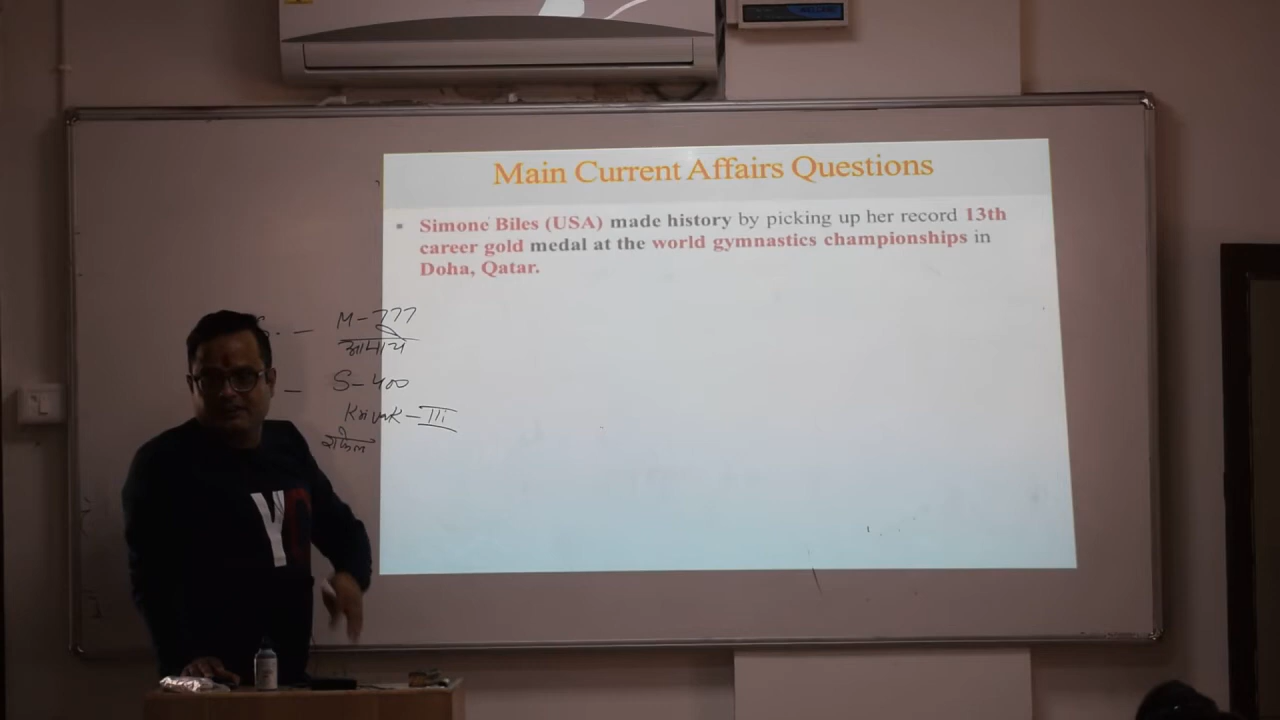 Main Current Affairs Questions
Simone Biles (USA) made history by picking up her record 13th
career gold medal at the world gymnastics championships in
Doha, Qatar.
— M-777
— S-400
Krivak-III